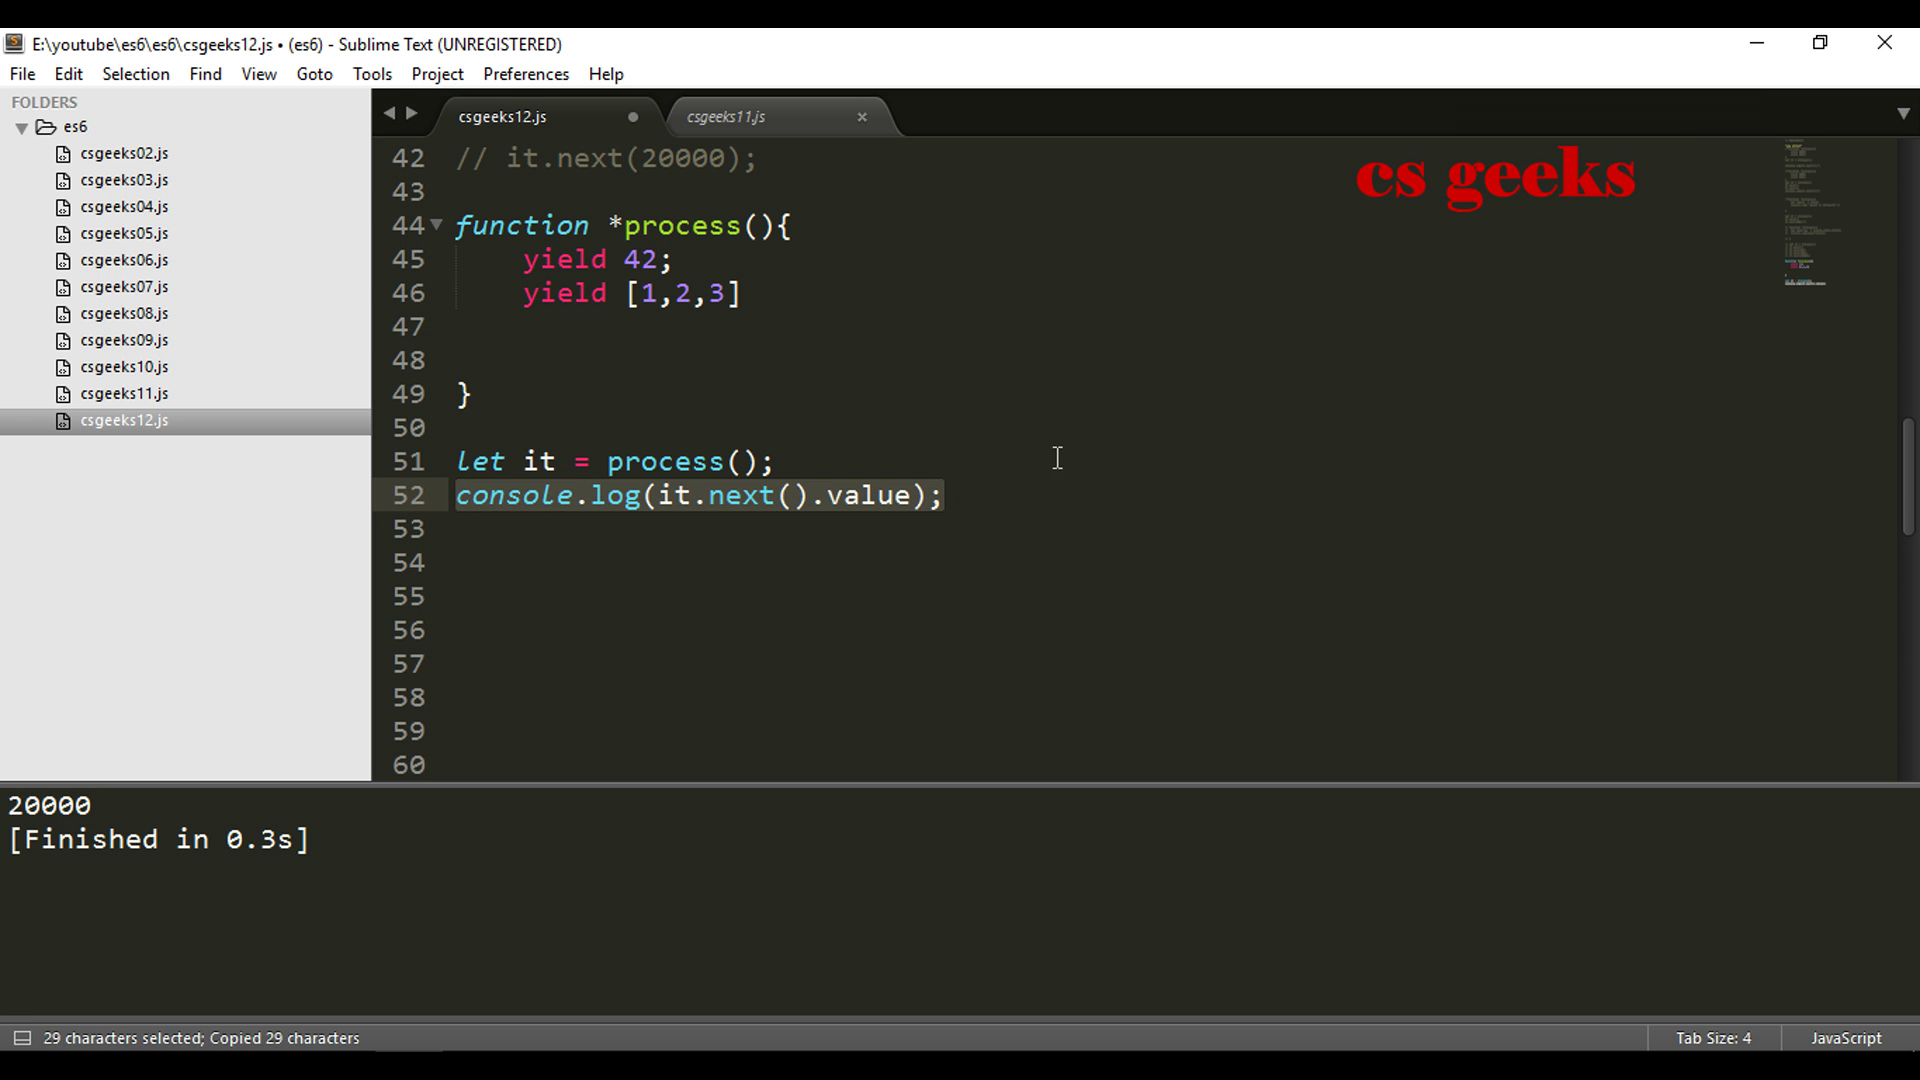 E:\youtube\es6\es6\csgeeks12.js • (es6) - Sublime Text (UNREGISTERED)
File Edit Selection Find View Goto Tools Project Preferences Help
FOLDERS
es6
csgeeks02.js
csgeeks03.js
csgeeks04.js
csgeeks05.js
csgeeks06.js
csgeeks07.js
csgeeks08.js
csgeeks09.js
csgeeks10.js
csgeeks11.js
csgeeks12.js
csgeeks12.js csgeeks11.js
cs geeks
42 // it.next(20000);
43
44 function *process(){
45 yield 42;
46 yield [1,2,3]
47
48
49 }
50
51 let it = process();
52 console.log(it.next().value);
53
54
55
56
57
58
59
60
20000
[Finished in 0.3s]
29 characters selected; Copied 29 characters
Tab Size: 4 JavaScript